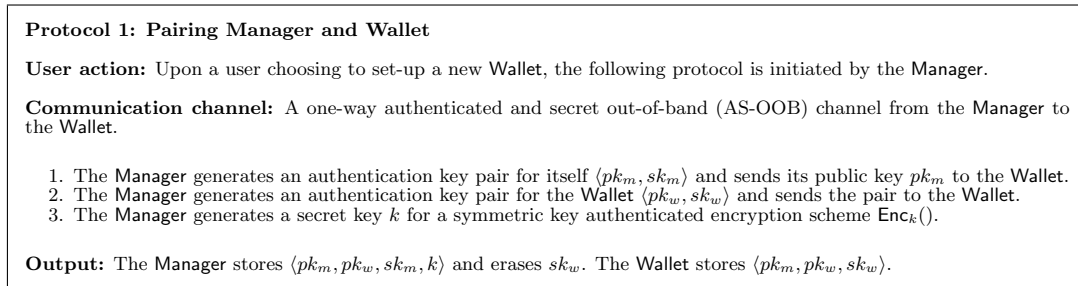 Protocol 1: Pairing Manager and Wallet
User action: Upon a user choosing to set-up a new Wallet, the following protocol is initiated by the Manager.
Communication channel: A one-way authenticated and secret out-of-band (AS-OOB) channel from the Manager to
the Wallet.
1. The Manager generates an authentication key pair for itself ⟨pk_m, sk_m⟩ and sends its public key pk_m to the Wallet.
2. The Manager generates an authentication key pair for the Wallet ⟨pk_w, sk_w⟩ and sends the pair to the Wallet.
3. The Manager generates a secret key k for a symmetric key authenticated encryption scheme Enc_k().
Output: The Manager stores ⟨pk_m, pk_w, sk_m, k⟩ and erases sk_w. The Wallet stores ⟨pk_m, pk_w, sk_w⟩.